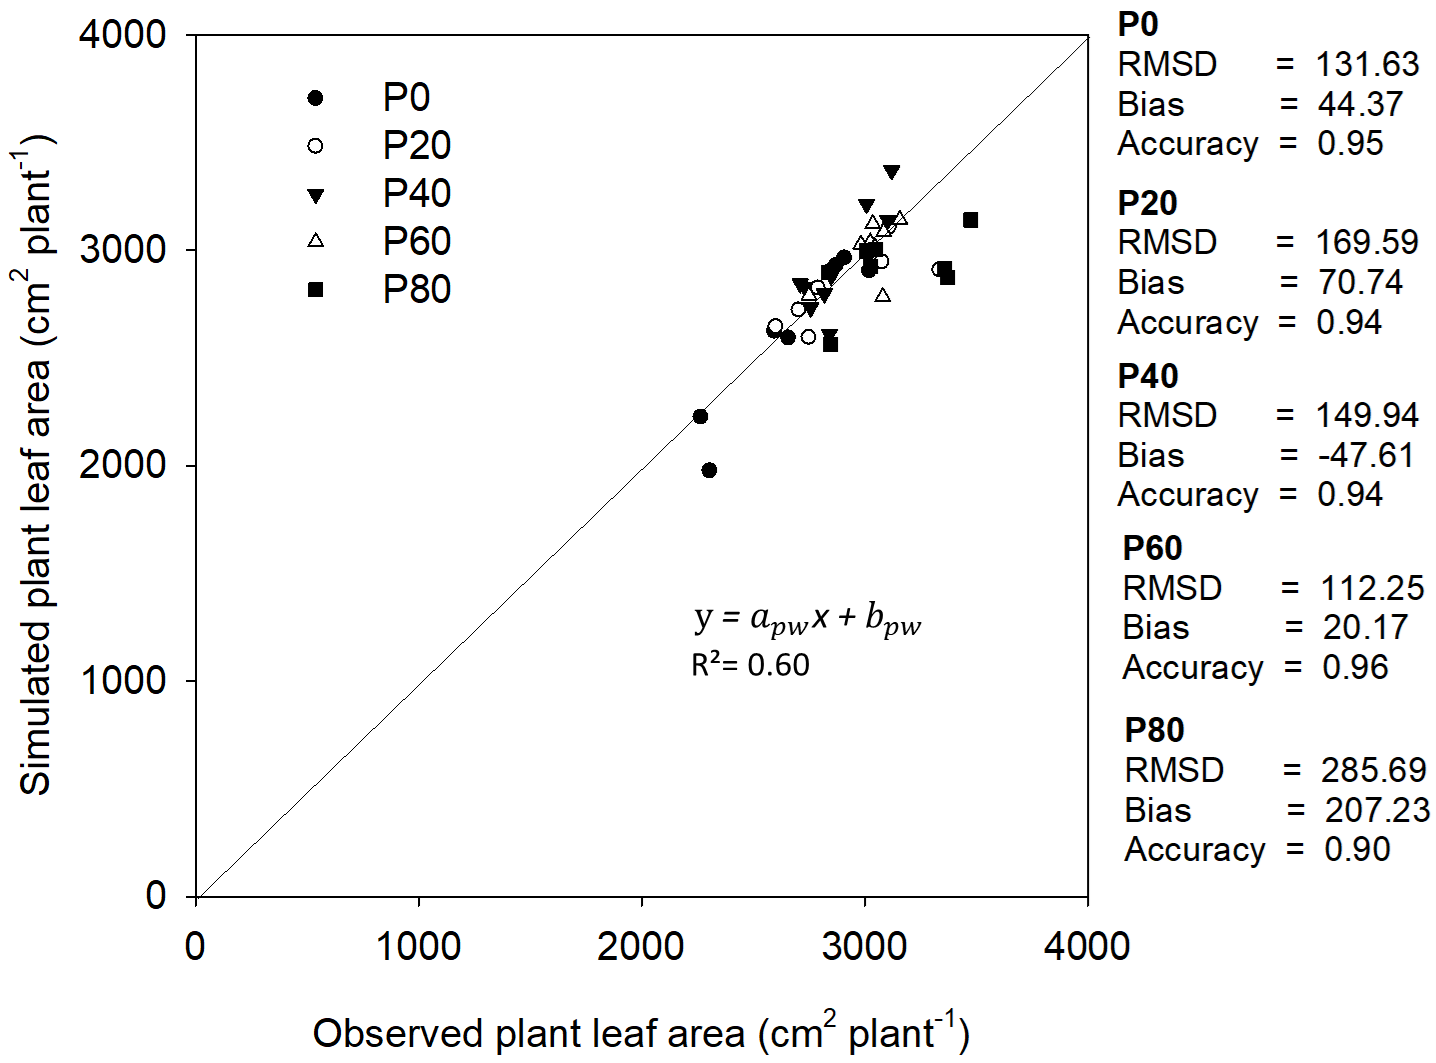 Simulated plant leaf area (cm² plant⁻¹)
4000
3000
2000
1000
0
P0
P20
P40
P60
P80
y = a_pw x + b_pw
R²= 0.60
0 1000 2000 3000 4000
Observed plant leaf area (cm² plant⁻¹)
P0
RMSD = 131.63
Bias = 44.37
Accuracy = 0.95
P20
RMSD = 169.59
Bias = 70.74
Accuracy = 0.94
P40
RMSD = 149.94
Bias = -47.61
Accuracy = 0.94
P60
RMSD = 112.25
Bias = 20.17
Accuracy = 0.96
P80
RMSD = 285.69
Bias = 207.23
Accuracy = 0.90